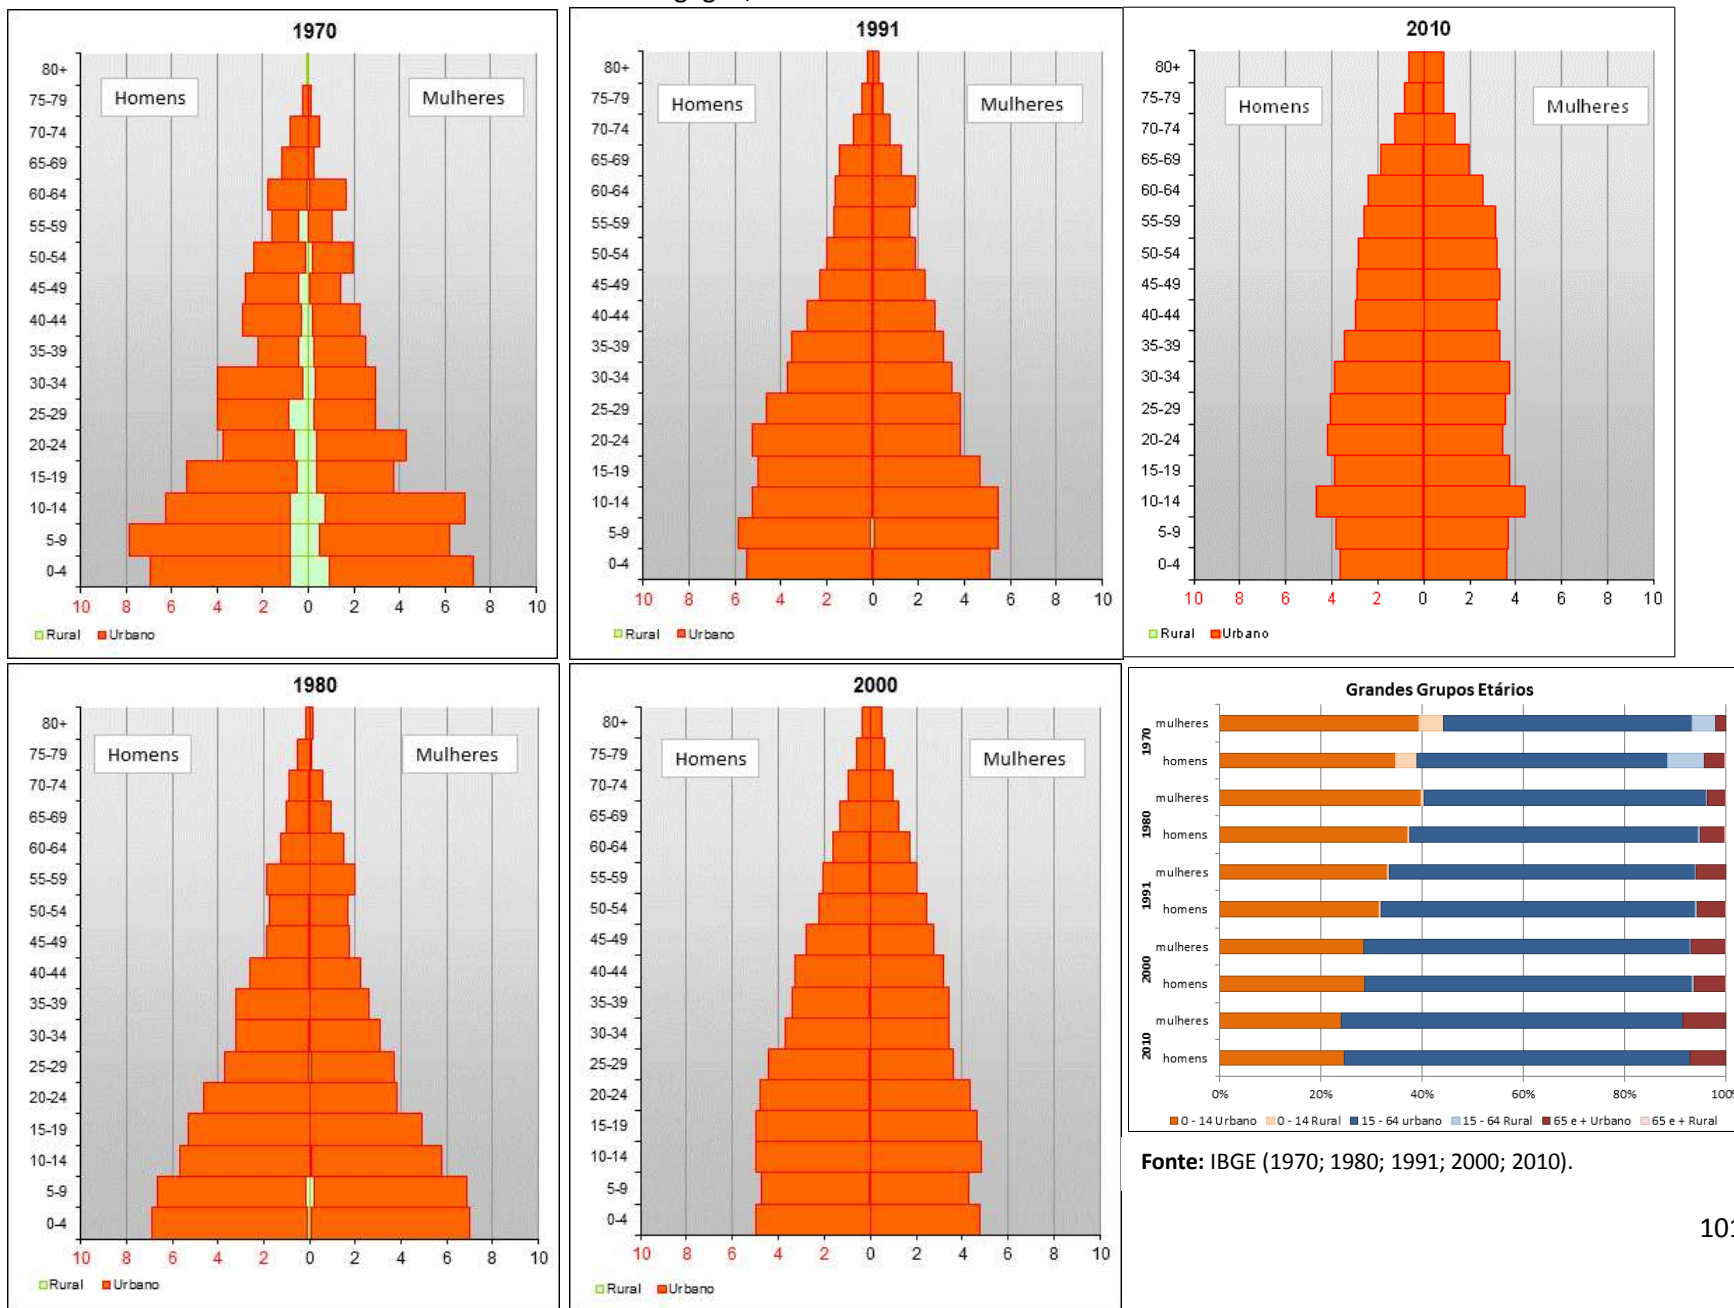 1970
Homens
Mulheres
80+
75-79
70-74
65-69
60-64
55-59
50-54
45-49
40-44
35-39
30-34
25-29
20-24
15-19
10-14
5-9
0-4
10 8 6 4 2 0 2 4 6 8 10
Rural Urbano
1991
Homens
Mulheres
80+
75-79
70-74
65-69
60-64
55-59
50-54
45-49
40-44
35-39
30-34
25-29
20-24
15-19
10-14
5-9
0-4
10 8 6 4 2 0 2 4 6 8 10
Rural Urbano
2010
Homens
Mulheres
80+
75-79
70-74
65-69
60-64
55-59
50-54
45-49
40-44
35-39
30-34
25-29
20-24
15-19
10-14
5-9
0-4
10 8 6 4 2 0 2 4 6 8 10
Rural Urbano
1980
Homens
Mulheres
80+
75-79
70-74
65-69
60-64
55-59
50-54
45-49
40-44
35-39
30-34
25-29
20-24
15-19
10-14
5-9
0-4
10 8 6 4 2 0 2 4 6 8 10
Rural Urbano
2000
Homens
Mulheres
80+
75-79
70-74
65-69
60-64
55-59
50-54
45-49
40-44
35-39
30-34
25-29
20-24
15-19
10-14
5-9
0-4
10 8 6 4 2 0 2 4 6 8 10
Rural Urbano
Grandes Grupos Etários
1970
mulheres
homens
1980
mulheres
homens
1991
mulheres
homens
2000
mulheres
homens
2010
mulheres
homens
0% 20% 40% 60% 80% 100%
0 - 14 Urbano 0 - 14 Rural 15 - 64 urbano 15 - 64 Rural 65 e + Urbano 65 e + Rural
Fonte: IBGE (1970; 1980; 1991; 2000; 2010).
101